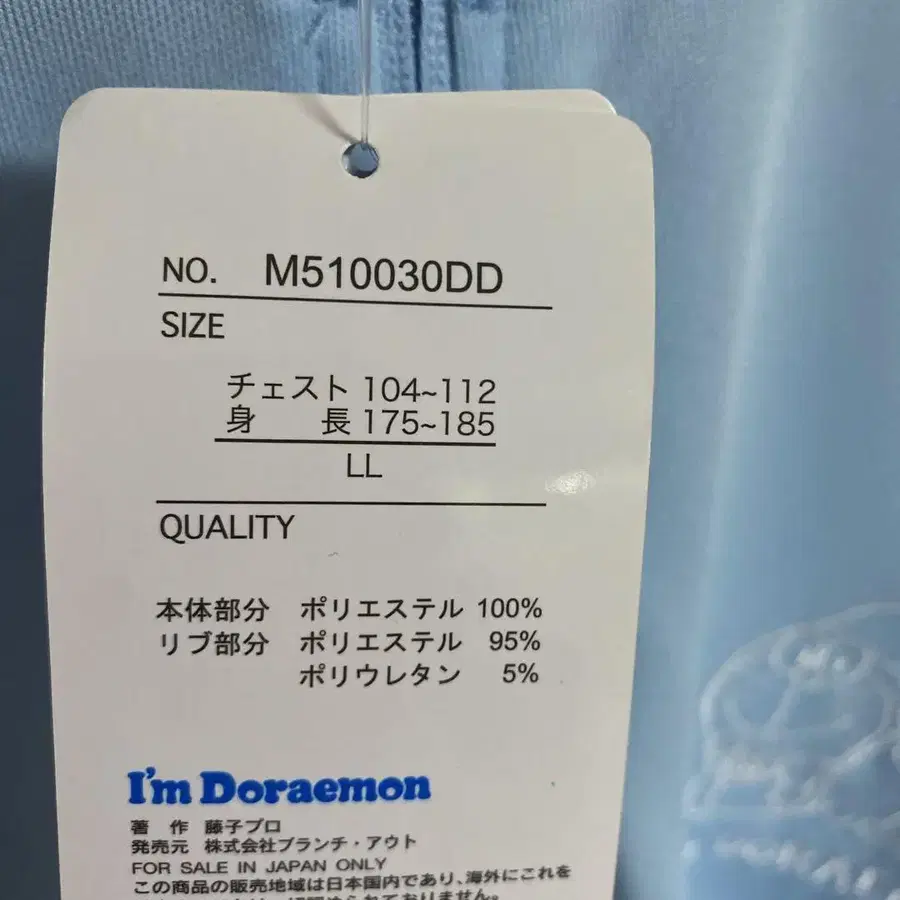 NO. M510030DD
SIZE
チェスト 104~112
身 長 175~185
LL
QUALITY
本体部分 ポリエステル 100%
リブ部分 ポリエステル 95%
ポリウレタン 5%
I'm Doraemon
著 作 藤子プロ
発売元 株式会社ブランチ・アウト
FOR SALE IN JAPAN ONLY
この商品の販売地域は日本国内であり、海外にこれを